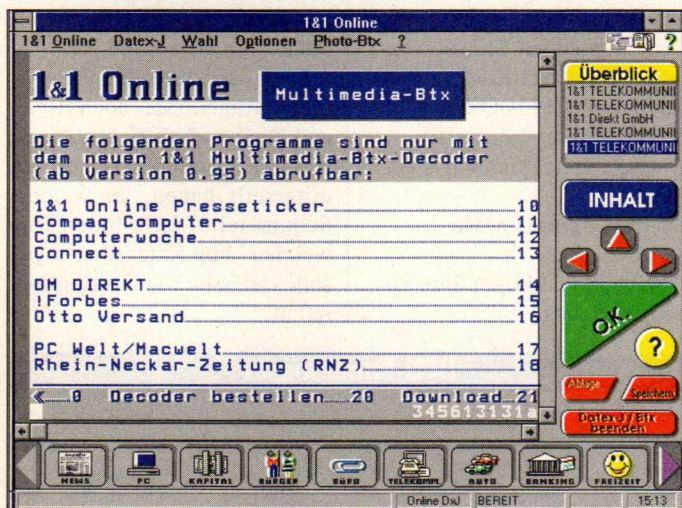 1&1 Online
1&1 Online Datex-J Wahl Optionen Photo-Btx ?
?
1&1 Online
Multimedia-Btx
Die folgenden Programme sind nur mit
dem neuen 1&1 Multimedia-Btx-Decoder
(ab Version 0.95) abrufbar:
1&1 Online Presseticker 10
Compaq Computer 11
Computerwoche 12
Connect 13
DM DIREKT 14
!Forbes 15
Otto Versand 16
PC Welt/Macwelt 17
Rhein-Neckar-Zeitung (RNZ) 18
« 0 Decoder bestellen 20 Download 21
345613131a
Überblick
1&1 TELEKOMMUNI
1&1 TELEKOMMUNI
1&1 Direkt GmbH
1&1 TELEKOMMUNI
1&1 TELEKOMMUNI
INHALT
O.K.
?
Ablage
Speichern
Datex-J / Btx
beenden
NEWS
PC
KAPITAL
BÜRGER
BÜRO
TELEKOMM.
AUTO
BANKING
FREIZEIT
Online DxJ BEREIT 15:13